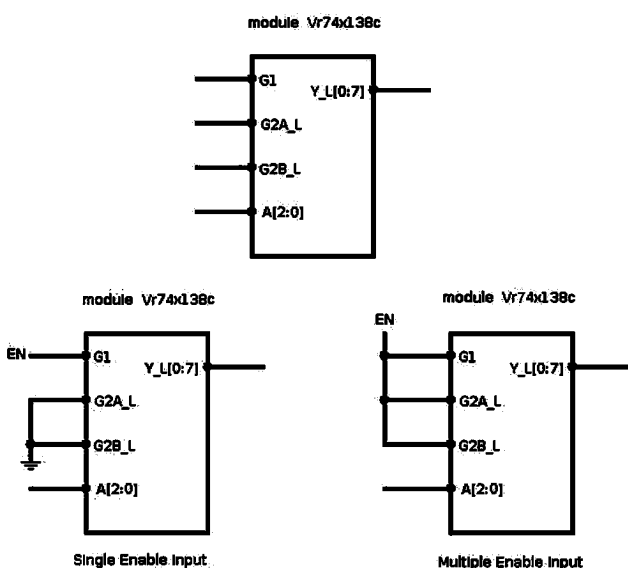 module Vr74x138c
G1
Y_L[0:7]
G2A_L
G2B_L
A[2:0]
module Vr74x138c
EN
G1
Y_L[0:7]
G2A_L
G2B_L
A[2:0]
Single Enable Input
module Vr74x138c
EN
G1
Y_L[0:7]
G2A_L
G2B_L
A[2:0]
Multiple Enable Input